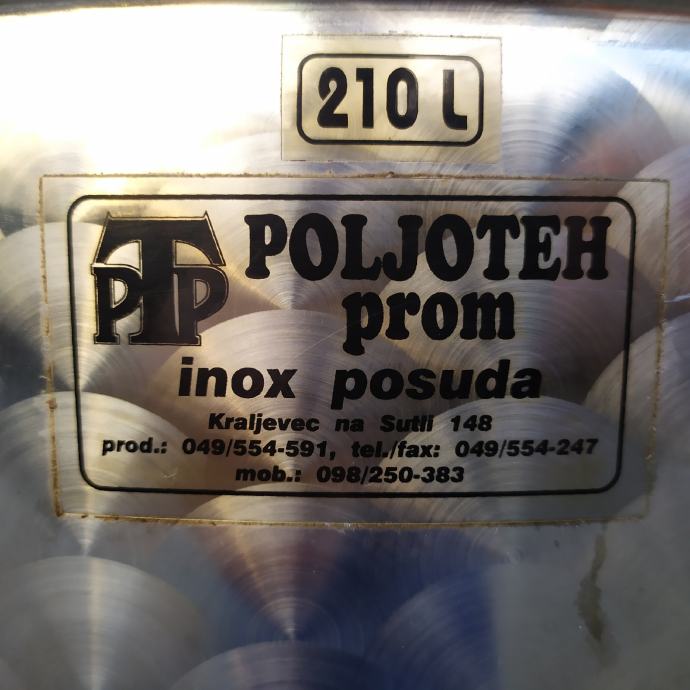 210 L
PTP POLJOTEH
prom
inox posuda
Kraljevec na Sutli 148
prod.: 049/554-591, tel./fax: 049/554-247
mob.: 098/250-383